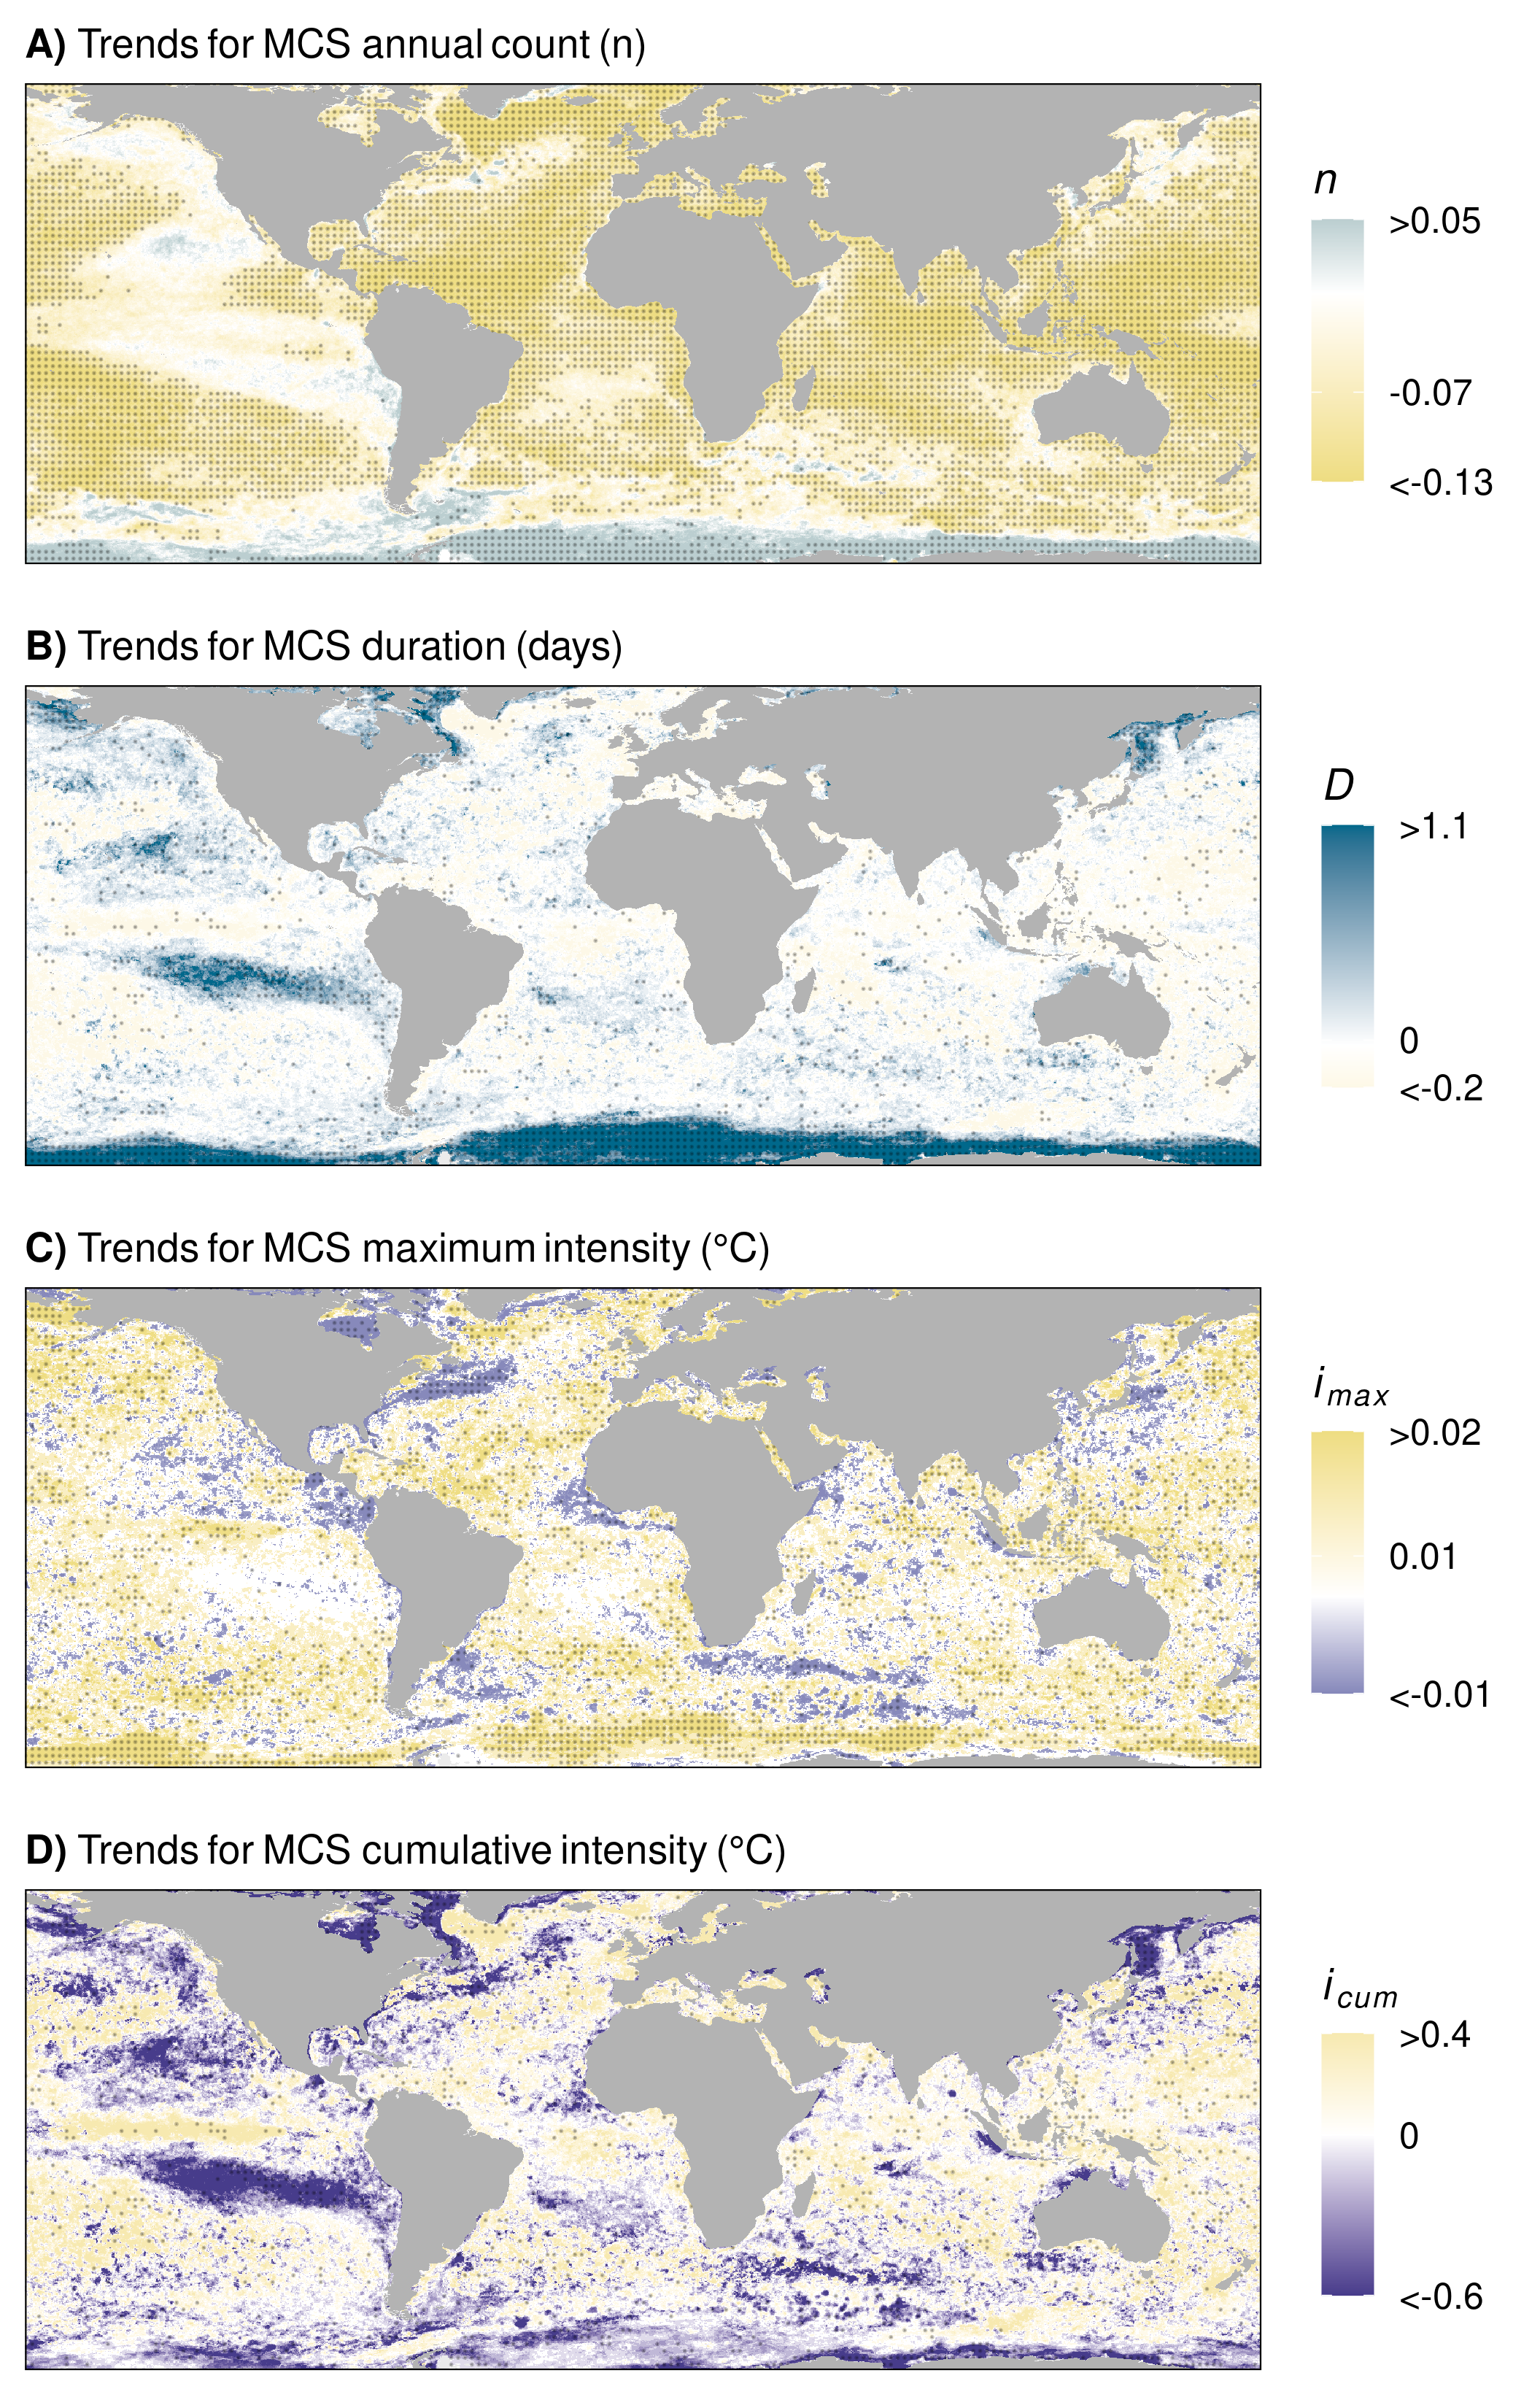 A) Trends for MCS annual count (n)
n
>0.05
-0.07
<-0.13
B) Trends for MCS duration (days)
D
>1.1
0
<-0.2
C) Trends for MCS maximum intensity (°C)
i max
>0.02
0.01
<-0.01
D) Trends for MCS cumulative intensity (°C)
i cum
>0.4
0
<-0.6